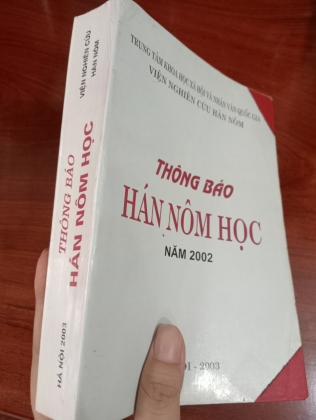 TRUNG TÂM KHOA HỌC XÃ HỘI VÀ NHÂN VĂN QUỐC GIA
VIỆN NGHIÊN CỨU HÁN NÔM
THÔNG BÁO
HÁN NÔM HỌC
NĂM 2002
- 2003
VIỆN NGHIÊN CỨU
HÁN NÔM
THÔNG BÁO
HÁN NÔM HỌC
HÀ NỘI 2003